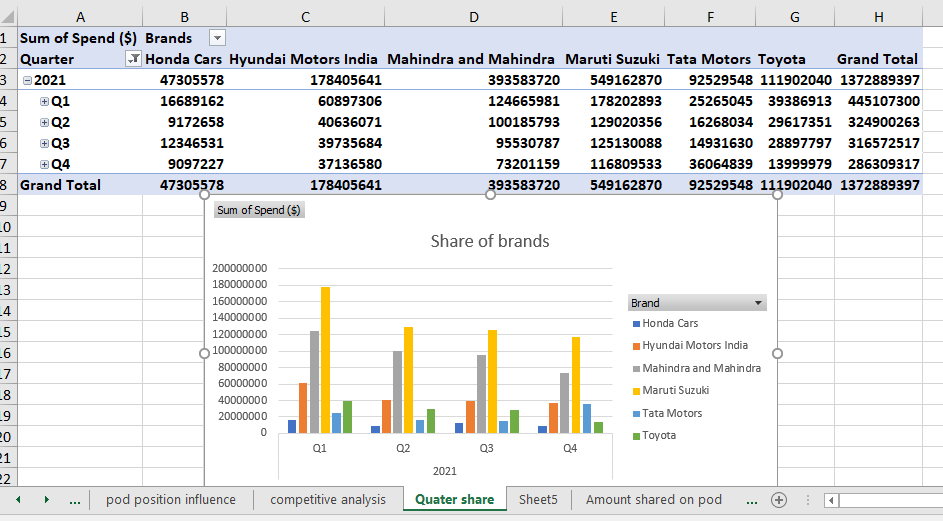 A B C D E F G H
1 Sum of Spend ($) Brands
2 Quarter Honda Cars Hyundai Motors India Mahindra and Mahindra Maruti Suzuki Tata Motors Toyota Grand Total
3 2021 47305578 178405641 393583720 549162870 92529548 111902040 1372889397
4 Q1 16689162 60897306 124665981 178202893 25265045 39386913 445107300
5 Q2 9172658 40636071 100185793 129020356 16268034 29617351 324900263
6 Q3 12346531 39735684 95530787 125130088 14931630 28897797 316572517
7 Q4 9097227 37136580 73201159 116809533 36064839 13999979 286309317
8 Grand Total 47305578 178405641 393583720 549162870 92529548 111902040 1372889397
9
Sum of Spend ($)
Share of brands
200000000
180000000
160000000
140000000
120000000
100000000
80000000
60000000
40000000
20000000
0
Q1 Q2 Q3 Q4
2021
Brand
Honda Cars
Hyundai Motors India
Mahindra and Mahindra
Maruti Suzuki
Tata Motors
Toyota
... pod position influence competitive analysis Quater share Sheet5 Amount shared on pod ...